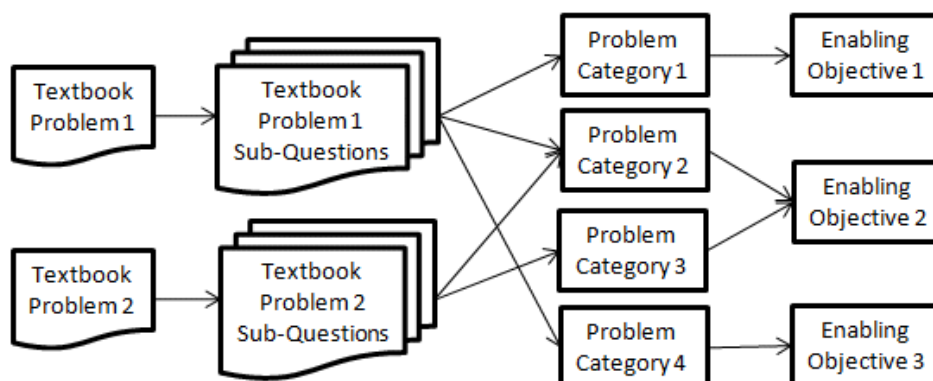 Textbook
Problem 1
Textbook
Problem 1
Sub-Questions
Problem
Category 1
Enabling
Objective 1
Problem
Category 2
Enabling
Objective 2
Textbook
Problem 2
Textbook
Problem 2
Sub-Questions
Problem
Category 3
Problem
Category 4
Enabling
Objective 3